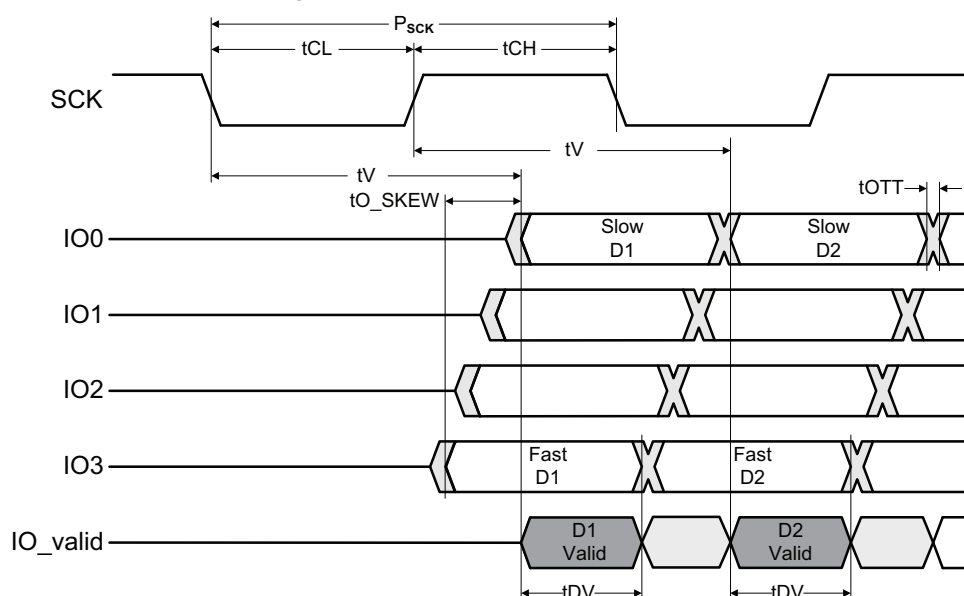 PSCK
tCL
tCH
SCK
tV
tV
tO_SKEW
tOTT
IO0
Slow
D1
Slow
D2
IO1
IO2
IO3
Fast
D1
Fast
D2
IO_valid
D1
Valid
D2
Valid
tDV
tDV